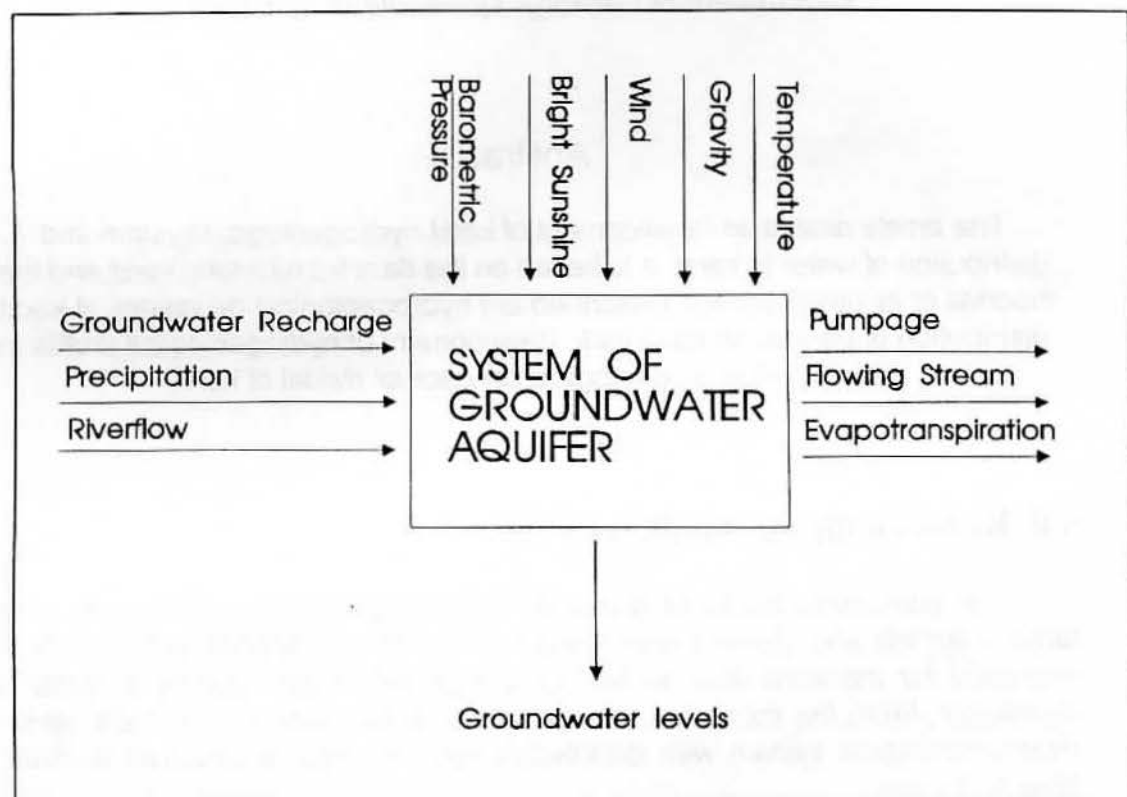 Barometric
Pressure
Bright Sunshine
Wind
Gravity
Temperature
Groundwater Recharge
Precipitation
Riverflow
SYSTEM OF
GROUNDWATER
AQUIFER
Pumpage
Flowing Stream
Evapotranspiration
Groundwater levels